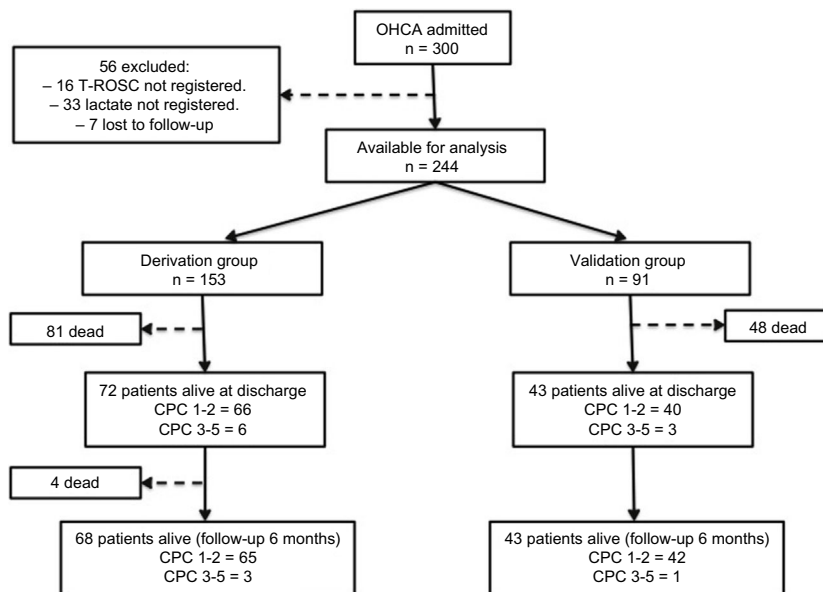 OHCA admitted
n = 300
56 excluded:
– 16 T-ROSC not registered.
– 33 lactate not registered.
– 7 lost to follow-up
Available for analysis
n = 244
Derivation group
n = 153
Validation group
n = 91
81 dead
48 dead
72 patients alive at discharge
CPC 1-2 = 66
CPC 3-5 = 6
43 patients alive at discharge
CPC 1-2 = 40
CPC 3-5 = 3
4 dead
68 patients alive (follow-up 6 months)
CPC 1-2 = 65
CPC 3-5 = 3
43 patients alive (follow-up 6 months)
CPC 1-2 = 42
CPC 3-5 = 1